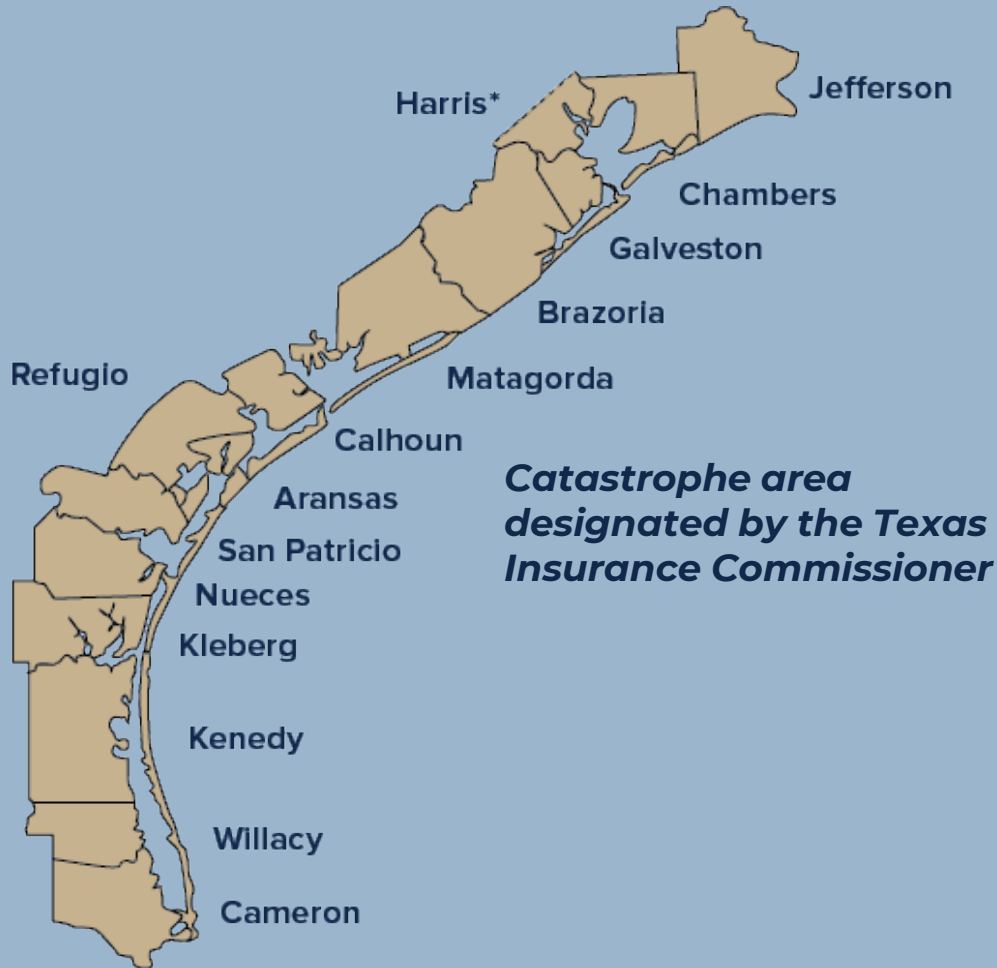 Jefferson
Harris*
Chambers
Galveston
Brazoria
Refugio
Matagorda
Calhoun
Catastrophe area
designated by the Texas
Insurance Commissioner
Aransas
San Patricio
Nueces
Kleberg
Kenedy
Willacy
Cameron